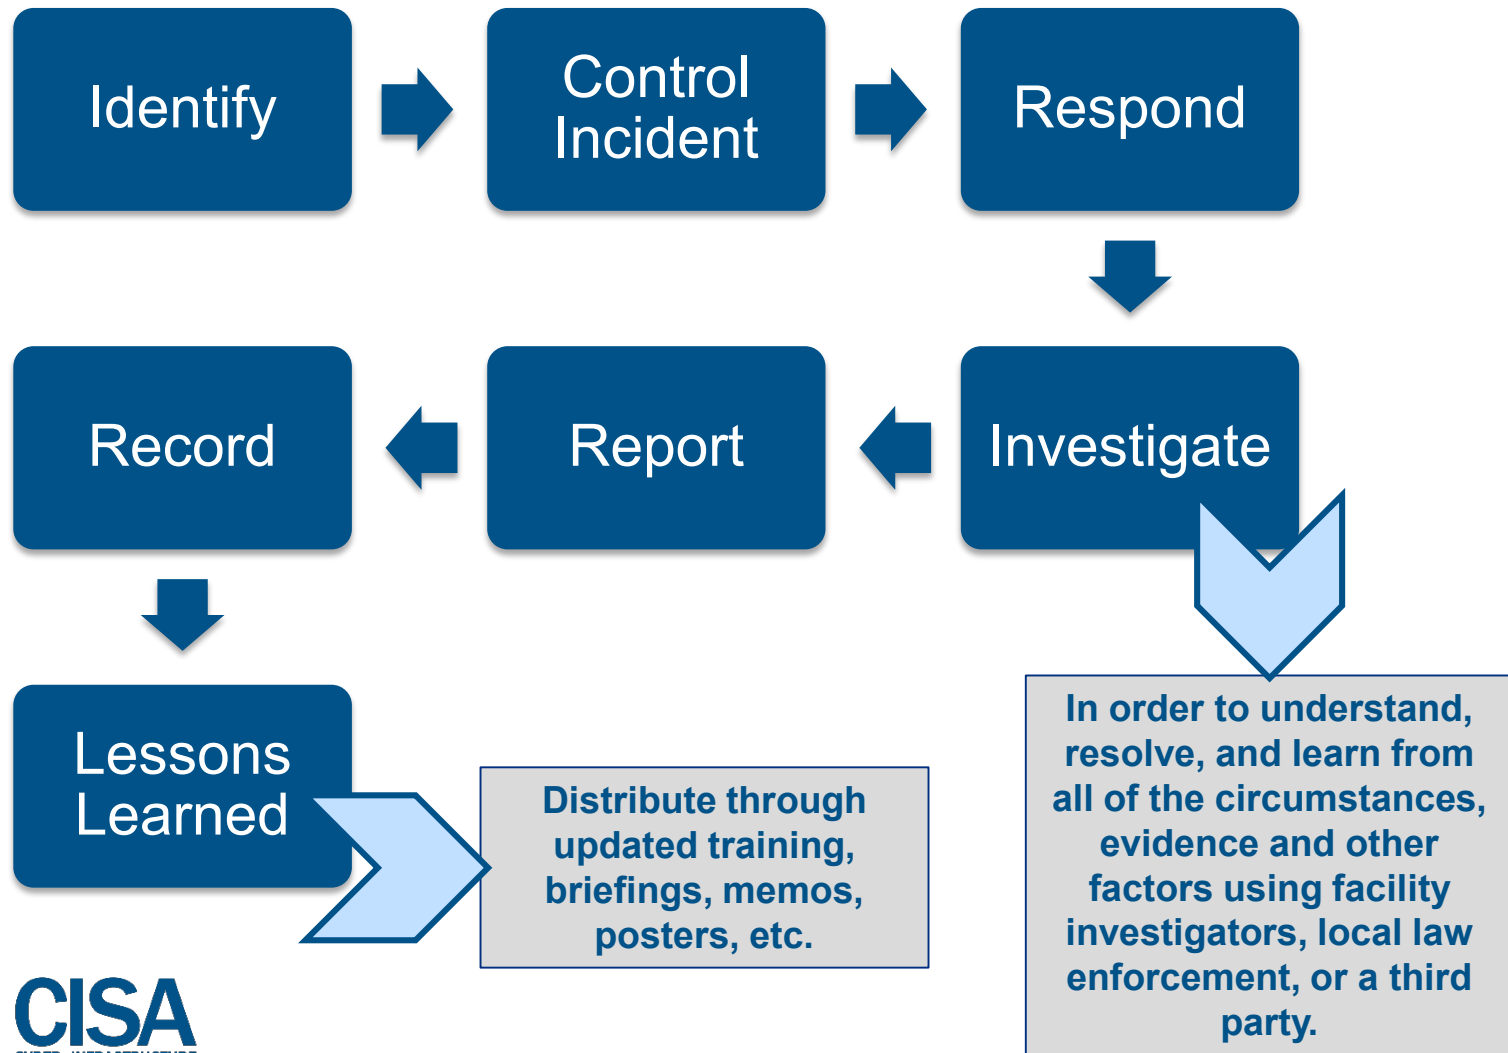 Identify
Control
Incident
Respond
Investigate
Report
Record
Lessons
Learned
Distribute through
updated training,
briefings, memos,
posters, etc.
In order to understand,
resolve, and learn from
all of the circumstances,
evidence and other
factors using facility
investigators, local law
enforcement, or a third
party.
CISA
CYBER+INFRASTRUCTURE